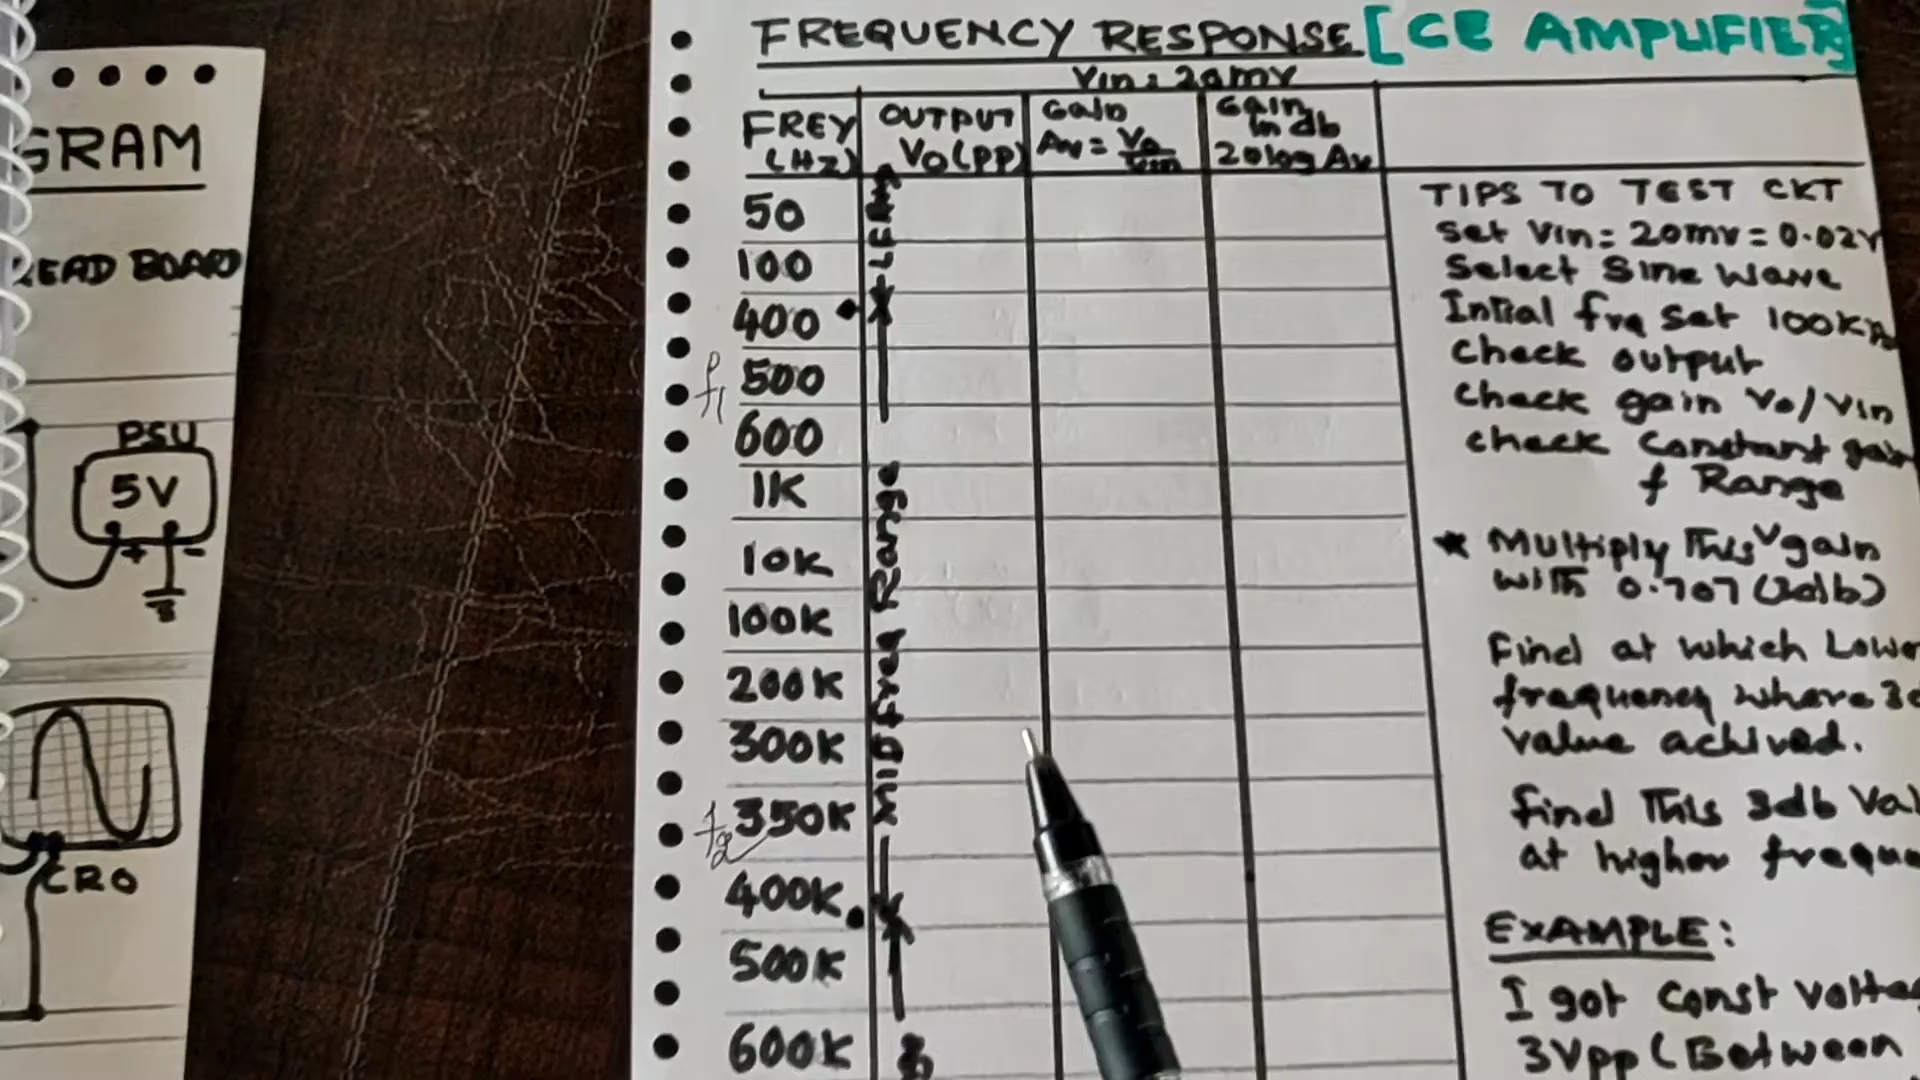 GRAM
READ BOARD
PSU
5V
+ -
CRO
FREQUENCY RESPONSE [CE AMPLIFIER]
Vin = 20mv
FREY (Hz)
OUTPUT Vo(PP)
Gain Av = Vo/Vin
Gain in db 20log Av
50
100
400
f1 500
600
1K
10K
100K
200K
300K
f2 350K
400K
500K
600K
MID Freq Range
TIPS TO TEST CKT
Set Vin = 20mv = 0.02v
Select Sine Wave
Initial frq Set 100K
Check output
Check gain Vo/Vin
Check Constant gain
f Range
* Multiply This v gain
with 0.707 (3db)
Find at which Lower
frequency where 3d
value achived.
Find This 3db Val
at higher freque
EXAMPLE:
I got Const Volta
3Vpp (Between